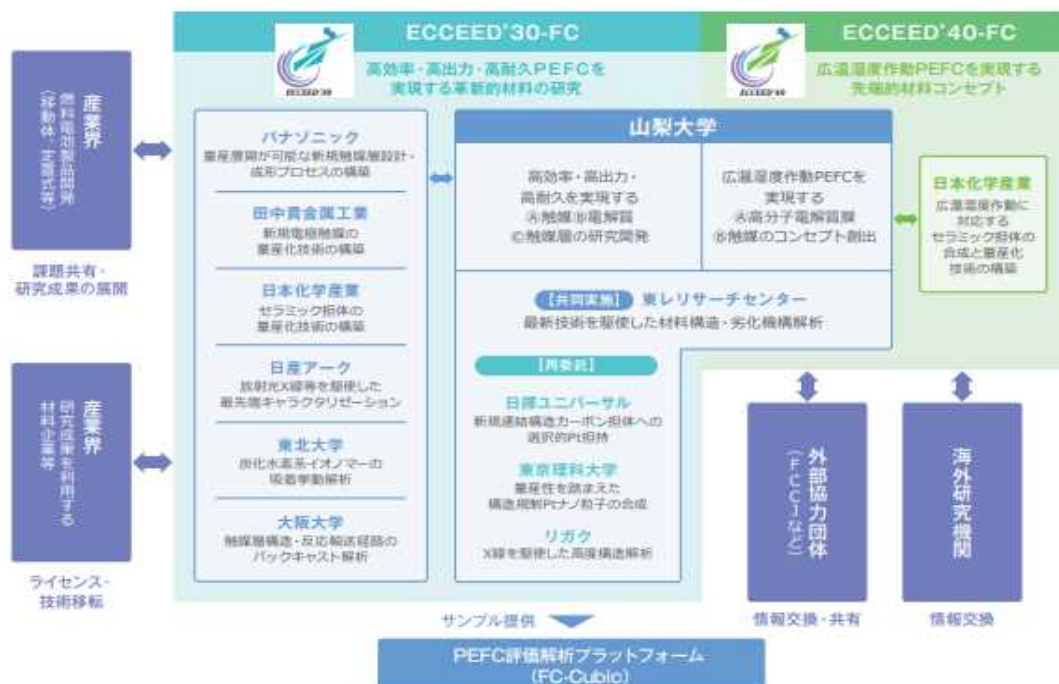 ECCEED'30-FC
ECCEED'30
高効率・高出力・高耐久PEFCを
実現する革新的材料の研究
ECCEED'40-FC
ECCEED'40
広温湿度作動PEFCを実現する
先端的材料コンセプト
産業界
燃料電池製品開発
(移動体、定置式等)
課題共有・
研究成果の展開
産業界
研究成果を利用する
材料企業等
ライセンス・
技術移転
パナソニック
量産展開が可能な新規触媒層設計・
成形プロセスの構築
田中貴金属工業
新規電極触媒の
量産化技術の構築
日本化学産業
セラミック担体の
量産化技術の構築
日産アーク
放射光X線等を駆使した
最先端キャラクタリゼーション
東北大学
炭化水素系イオノマーの
吸着挙動解析
大阪大学
触媒層構造・反応輸送経路の
バックキャスト解析
山梨大学
高効率・高出力・
高耐久を実現する
Ⓐ触媒 Ⓑ電解質
Ⓒ触媒層の研究開発
広温湿度作動PEFCを
実現する
Ⓐ高分子電解質膜
Ⓑ触媒のコンセプト創出
【共同実施】 東レリサーチセンター
最新技術を駆使した材料構造・劣化機構解析
【再委託】
日揮ユニバーサル
新規連結構造カーボン担体への
選択的Pt担持
東京理科大学
量産性を踏まえた
構造規制Ptナノ粒子の合成
リガク
X線を駆使した高度構造解析
日本化学産業
広温湿度作動に
対応する
セラミック担体の
合成と量産化
技術の構築
外部協力団体
(FCCJなど)
情報交換・共有
海外研究機関
情報交換
サンプル提供
PEFC評価解析プラットフォーム
(FC-Cubic)